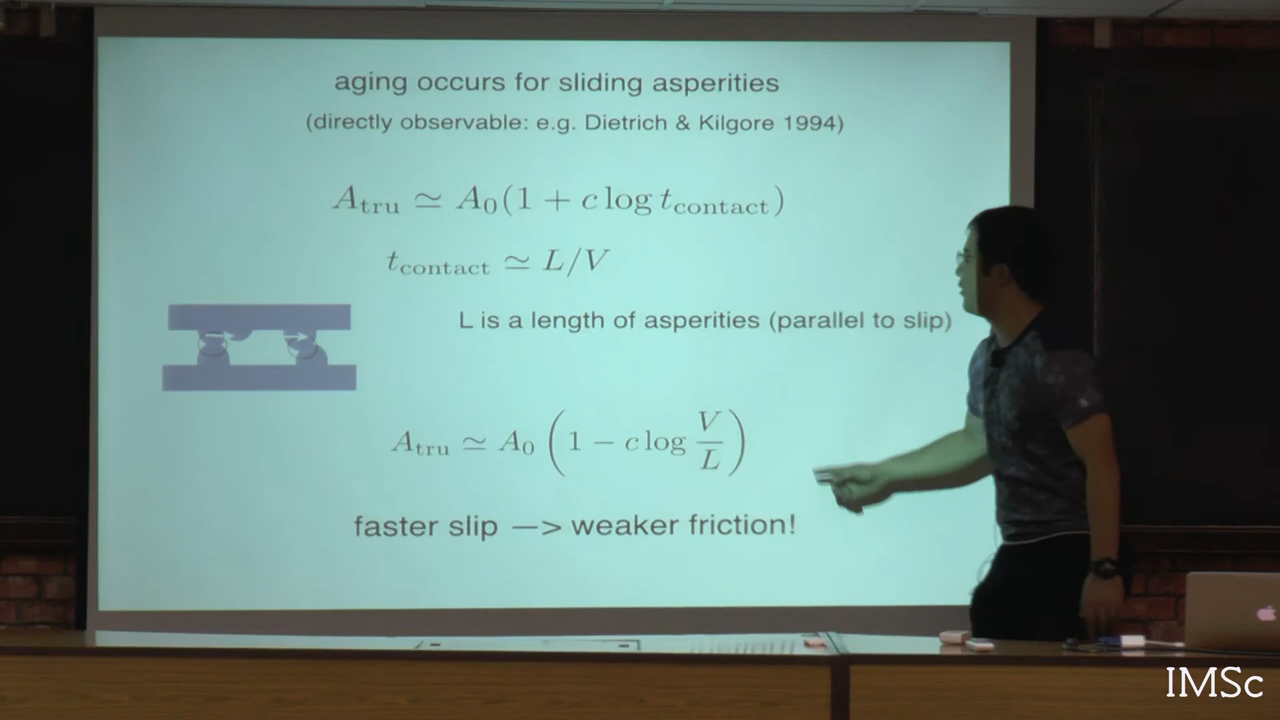 aging occurs for sliding asperities
(directly observable: e.g. Dietrich & Kilgore 1994)
A_tru ≃ A_0(1 + c log t_contact)
t_contact ≃ L/V
L is a length of asperities (parallel to slip)
A_tru ≃ A_0 (1 − c log V/L)
faster slip —> weaker friction!
IMSc